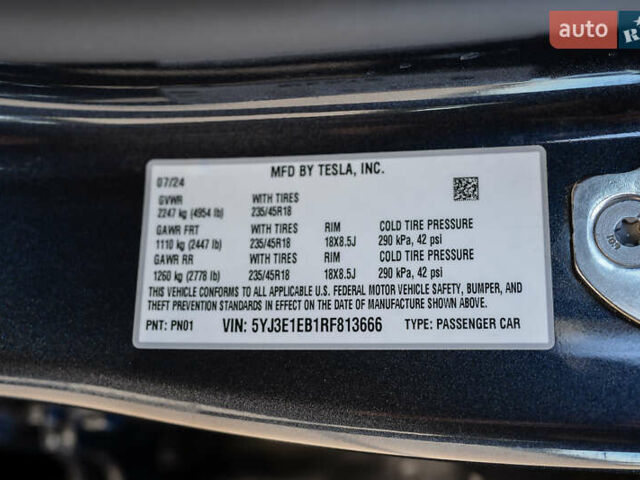 auto
R
MFD BY TESLA, INC.
07/24
GVWR WITH TIRES
2247 kg (4954 lb) 235/45R18
GAWR FRT WITH TIRES RIM COLD TIRE PRESSURE
1110 kg (2447 lb) 235/45R18 18X8.5J 290 kPa, 42 psi
GAWR RR WITH TIRES RIM COLD TIRE PRESSURE
1260 kg (2778 lb) 235/45R18 18X8.5J 290 kPa, 42 psi
THIS VEHICLE CONFORMS TO ALL APPLICABLE U.S. FEDERAL MOTOR VEHICLE SAFETY, BUMPER, AND
THEFT PREVENTION STANDARDS IN EFFECT ON THE DATE OF MANUFACTURE SHOWN ABOVE.
PNT: PN01 VIN: 5YJ3E1EB1RF813666 TYPE: PASSENGER CAR